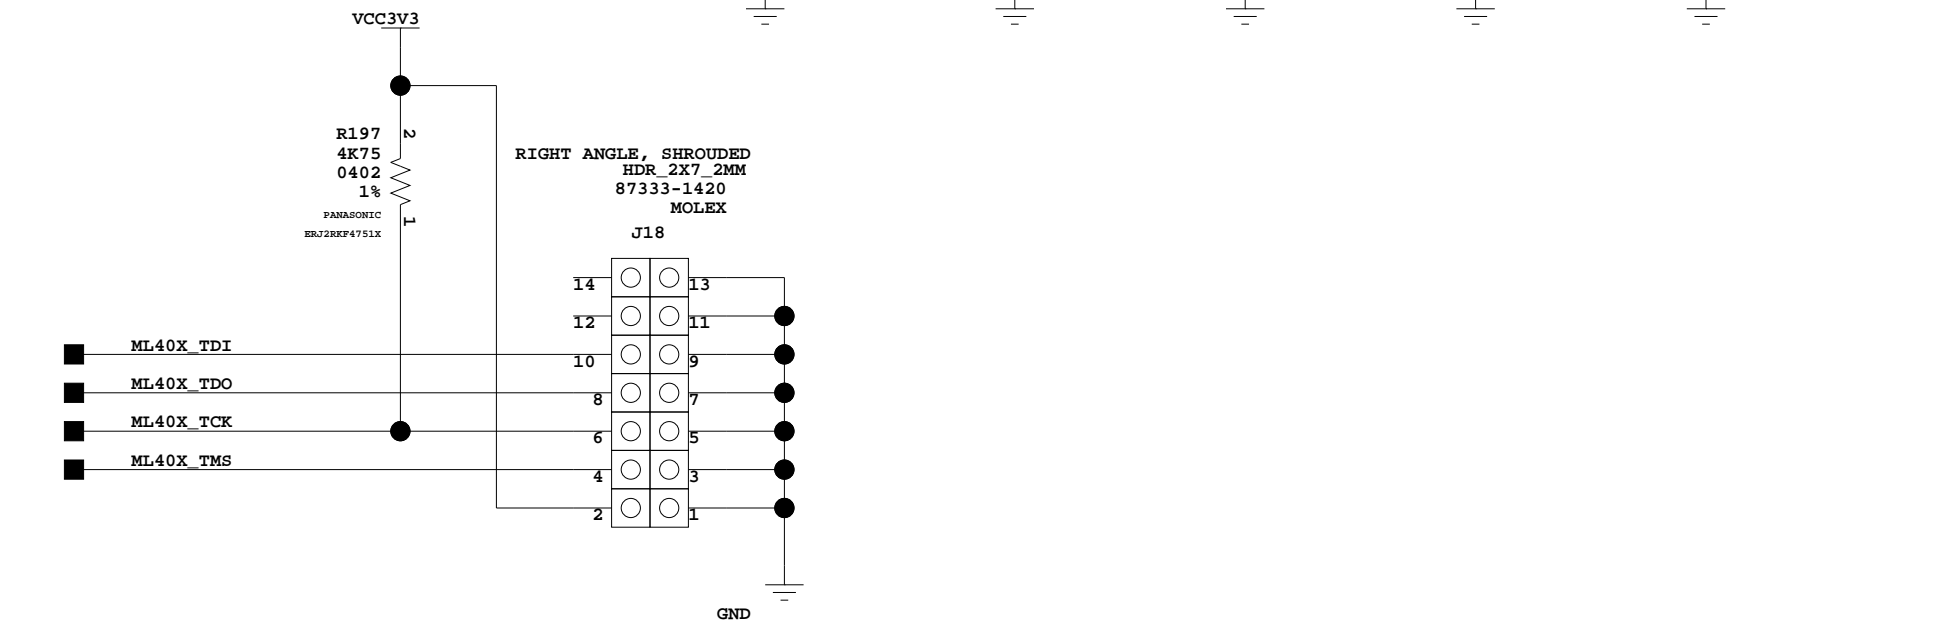 VCC3V3
R197
2
4K75
0402
1%
PANASONIC
1
ERJ2RKF4751X
RIGHT ANGLE, SHROUDED
HDR_2X7_2MM
87333-1420
MOLEX
J18
14 13
12 11
ML40X_TDI 10 9
ML40X_TDO 8 7
ML40X_TCK 6 5
ML40X_TMS 4 3
2 1
GND